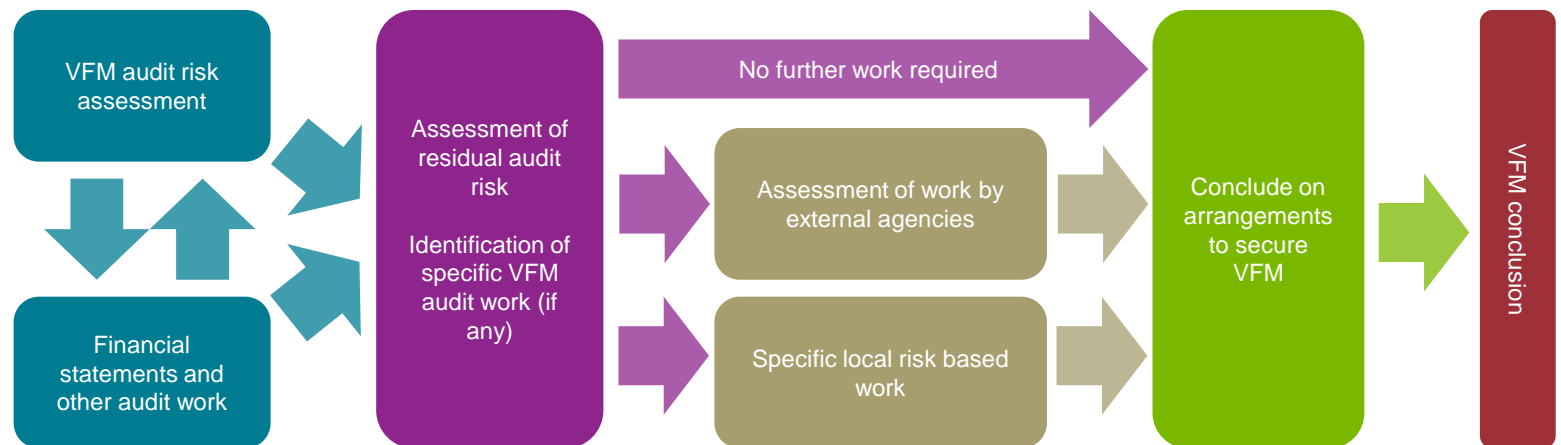 VFM audit risk
assessment
Financial
statements and
other audit work
Assessment of
residual audit
risk
Identification of
specific VFM
audit work (if
any)
No further work required
Assessment of work by
external agencies
Specific local risk based
work
Conclude on
arrangements
to secure
VFM
VFM conclusion